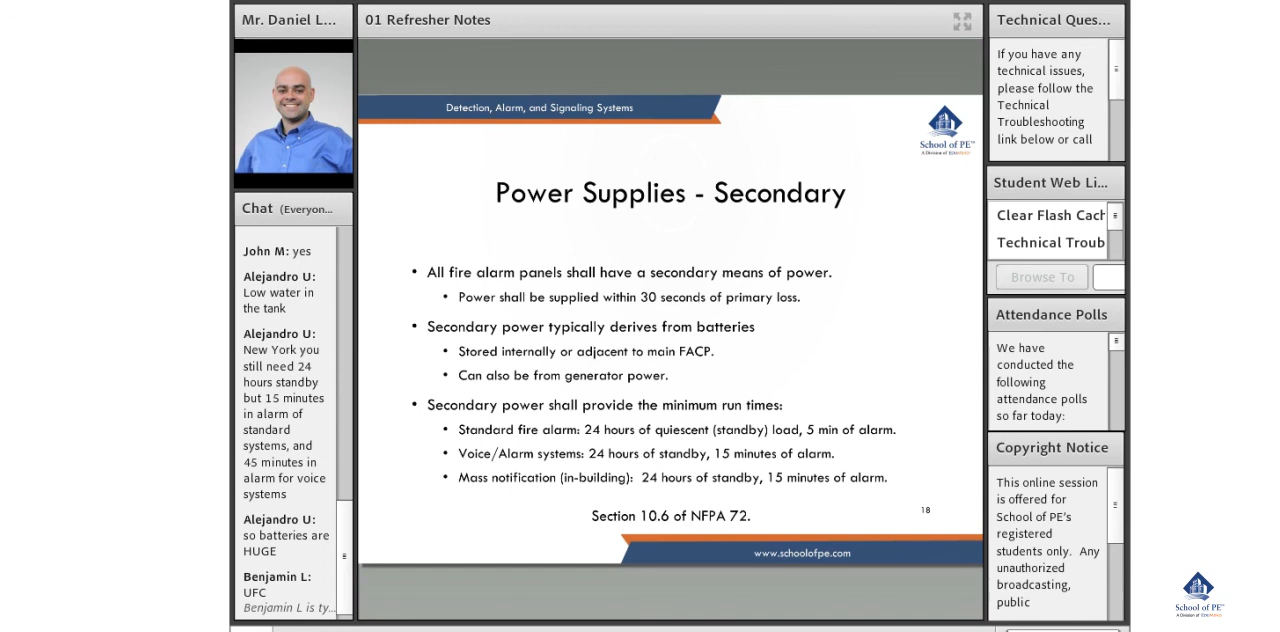 Mr. Daniel L...
01 Refresher Notes
Technical Ques...
If you have any
technical issues,
please follow the
Technical
Troubleshooting
link below or call
Detection, Alarm, and Signaling Systems
School of PE™
A Division of EDUMIND®
Power Supplies - Secondary
Student Web Li...
Clear Flash Cach
Technical Troub
Browse To
Chat (Everyon...
John M: yes
Alejandro U:
Low water in
the tank
Alejandro U:
New York you
still need 24
hours standby
but 15 minutes
in alarm of
standard
systems, and
45 minutes in
alarm for voice
systems
Alejandro U:
so batteries are
HUGE
Benjamin L:
UFC
Benjamin L is ty...
• All fire alarm panels shall have a secondary means of power.
• Power shall be supplied within 30 seconds of primary loss.
• Secondary power typically derives from batteries
• Stored internally or adjacent to main FACP.
• Can also be from generator power.
• Secondary power shall provide the minimum run times:
• Standard fire alarm: 24 hours of quiescent (standby) load, 5 min of alarm.
• Voice/Alarm systems: 24 hours of standby, 15 minutes of alarm.
• Mass notification (in-building): 24 hours of standby, 15 minutes of alarm.
Section 10.6 of NFPA 72.
18
www.schoolofpe.com
Attendance Polls
We have
conducted the
following
attendance polls
so far today:
Copyright Notice
This online session
is offered for
School of PE's
registered
students only. Any
unauthorized
broadcasting,
public
School of PE™
A Division of EDUMIND®